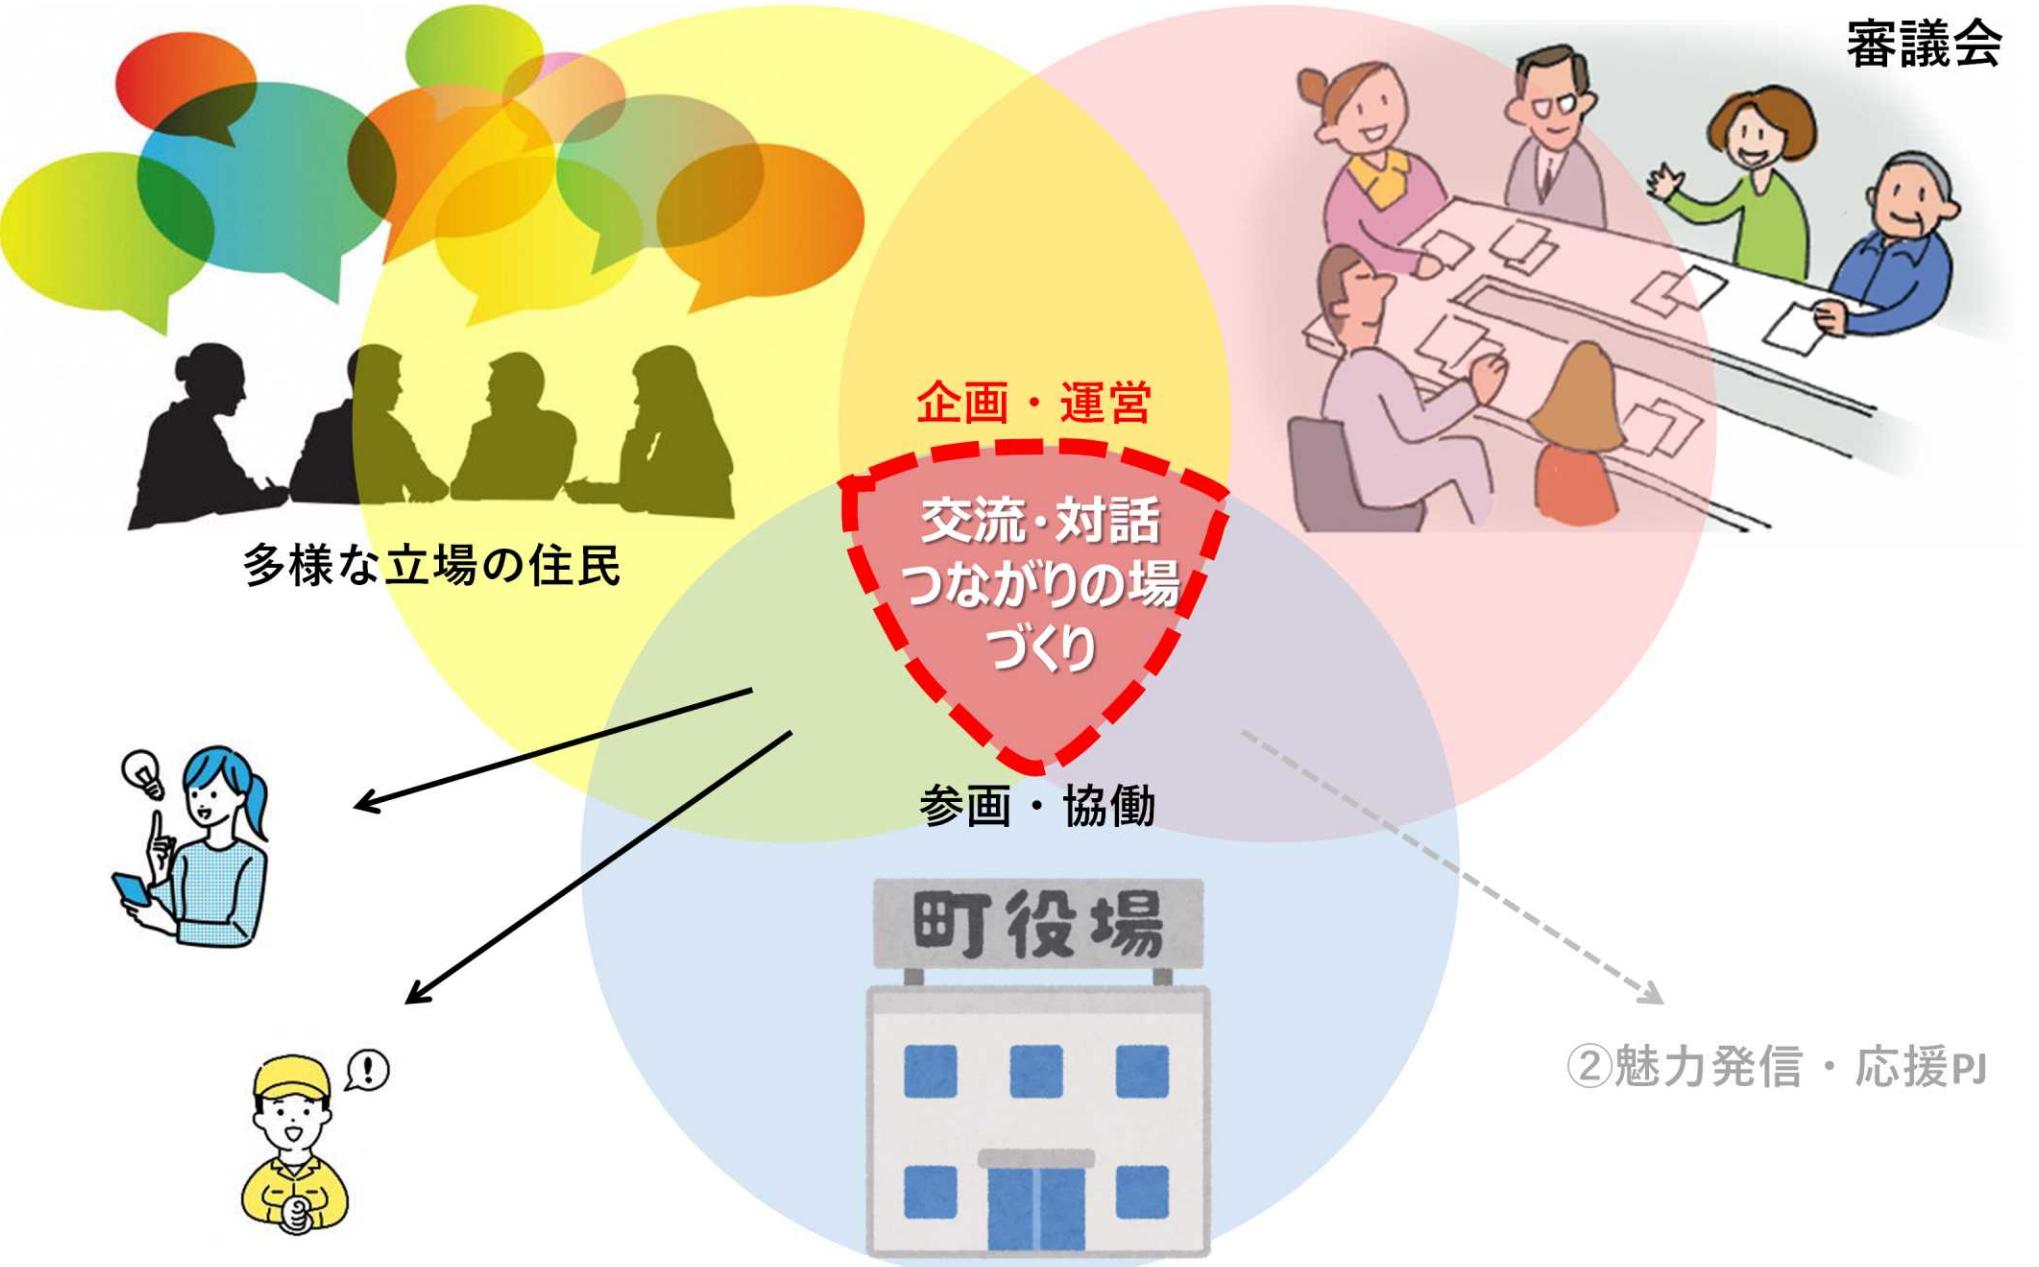 審議会
企画・運営
交流・対話
つながりの場
づくり
多様な立場の住民
参画・協働
町役場
②魅力発信・応援PJ